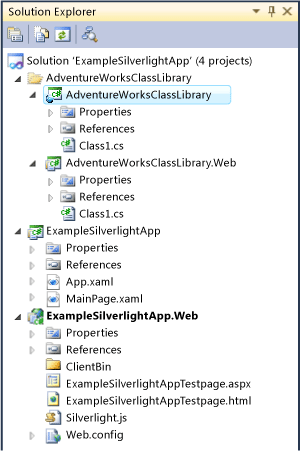 Solution Explorer
Solution 'ExampleSilverlightApp' (4 projects)
AdventureWorksClassLibrary
AdventureWorksClassLibrary
Properties
References
Class1.cs
AdventureWorksClassLibrary.Web
Properties
References
Class1.cs
ExampleSilverlightApp
Properties
References
App.xaml
MainPage.xaml
ExampleSilverlightApp.Web
Properties
References
ClientBin
ExampleSilverlightAppTestpage.aspx
ExampleSilverlightAppTestpage.html
Silverlight.js
Web.config